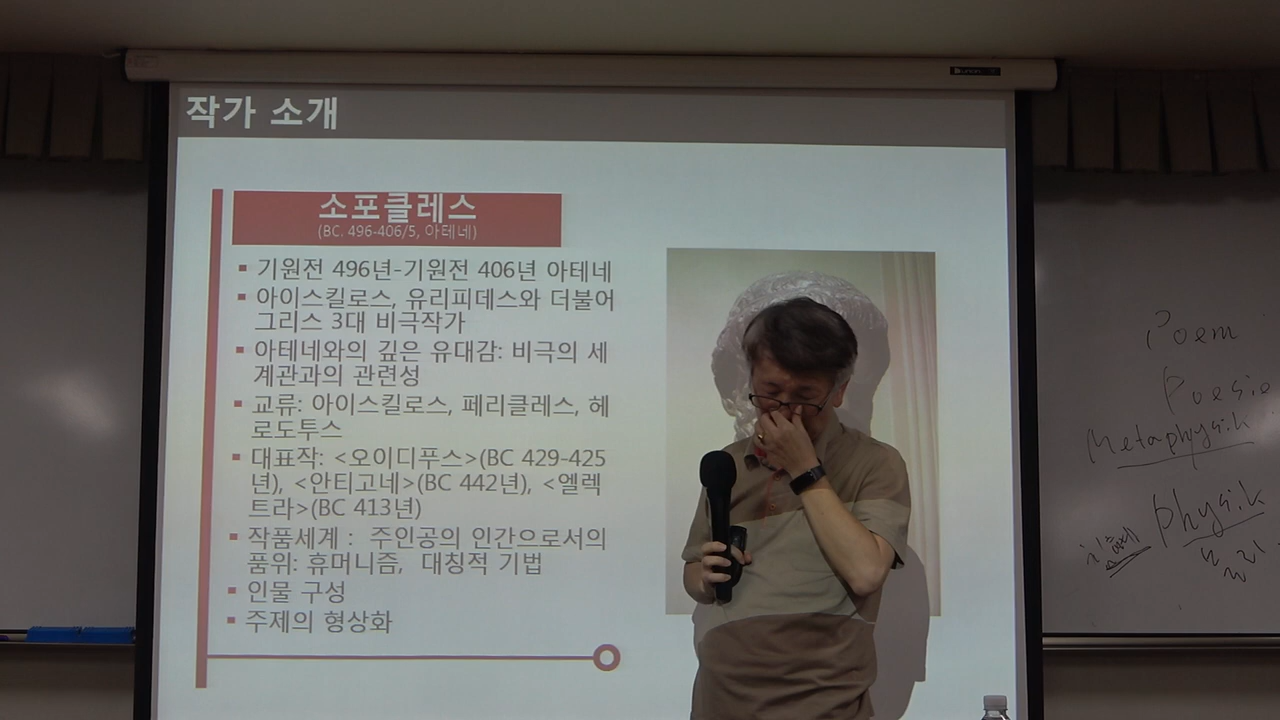 작가 소개
소포클레스
(BC. 496-406/5, 아테네)
▪ 기원전 496년-기원전 406년 아테네
▪ 아이스킬로스, 유리피데스와 더불어
그리스 3대 비극작가
▪ 아테네와의 깊은 유대감: 비극의 세
계관과의 관련성
▪ 교류: 아이스킬로스, 페리클레스, 헤
로도투스
▪ 대표작: <오이디푸스>(BC 429-425
년), <안티고네>(BC 442년), <엘렉
트라>(BC 413년)
▪ 작품세계 : 주인공의 인간으로서의
품위: 휴머니즘, 대칭적 기법
▪ 인물 구성
▪ 주제의 형상화
Poem
Poesie
Metaphysik
Physik